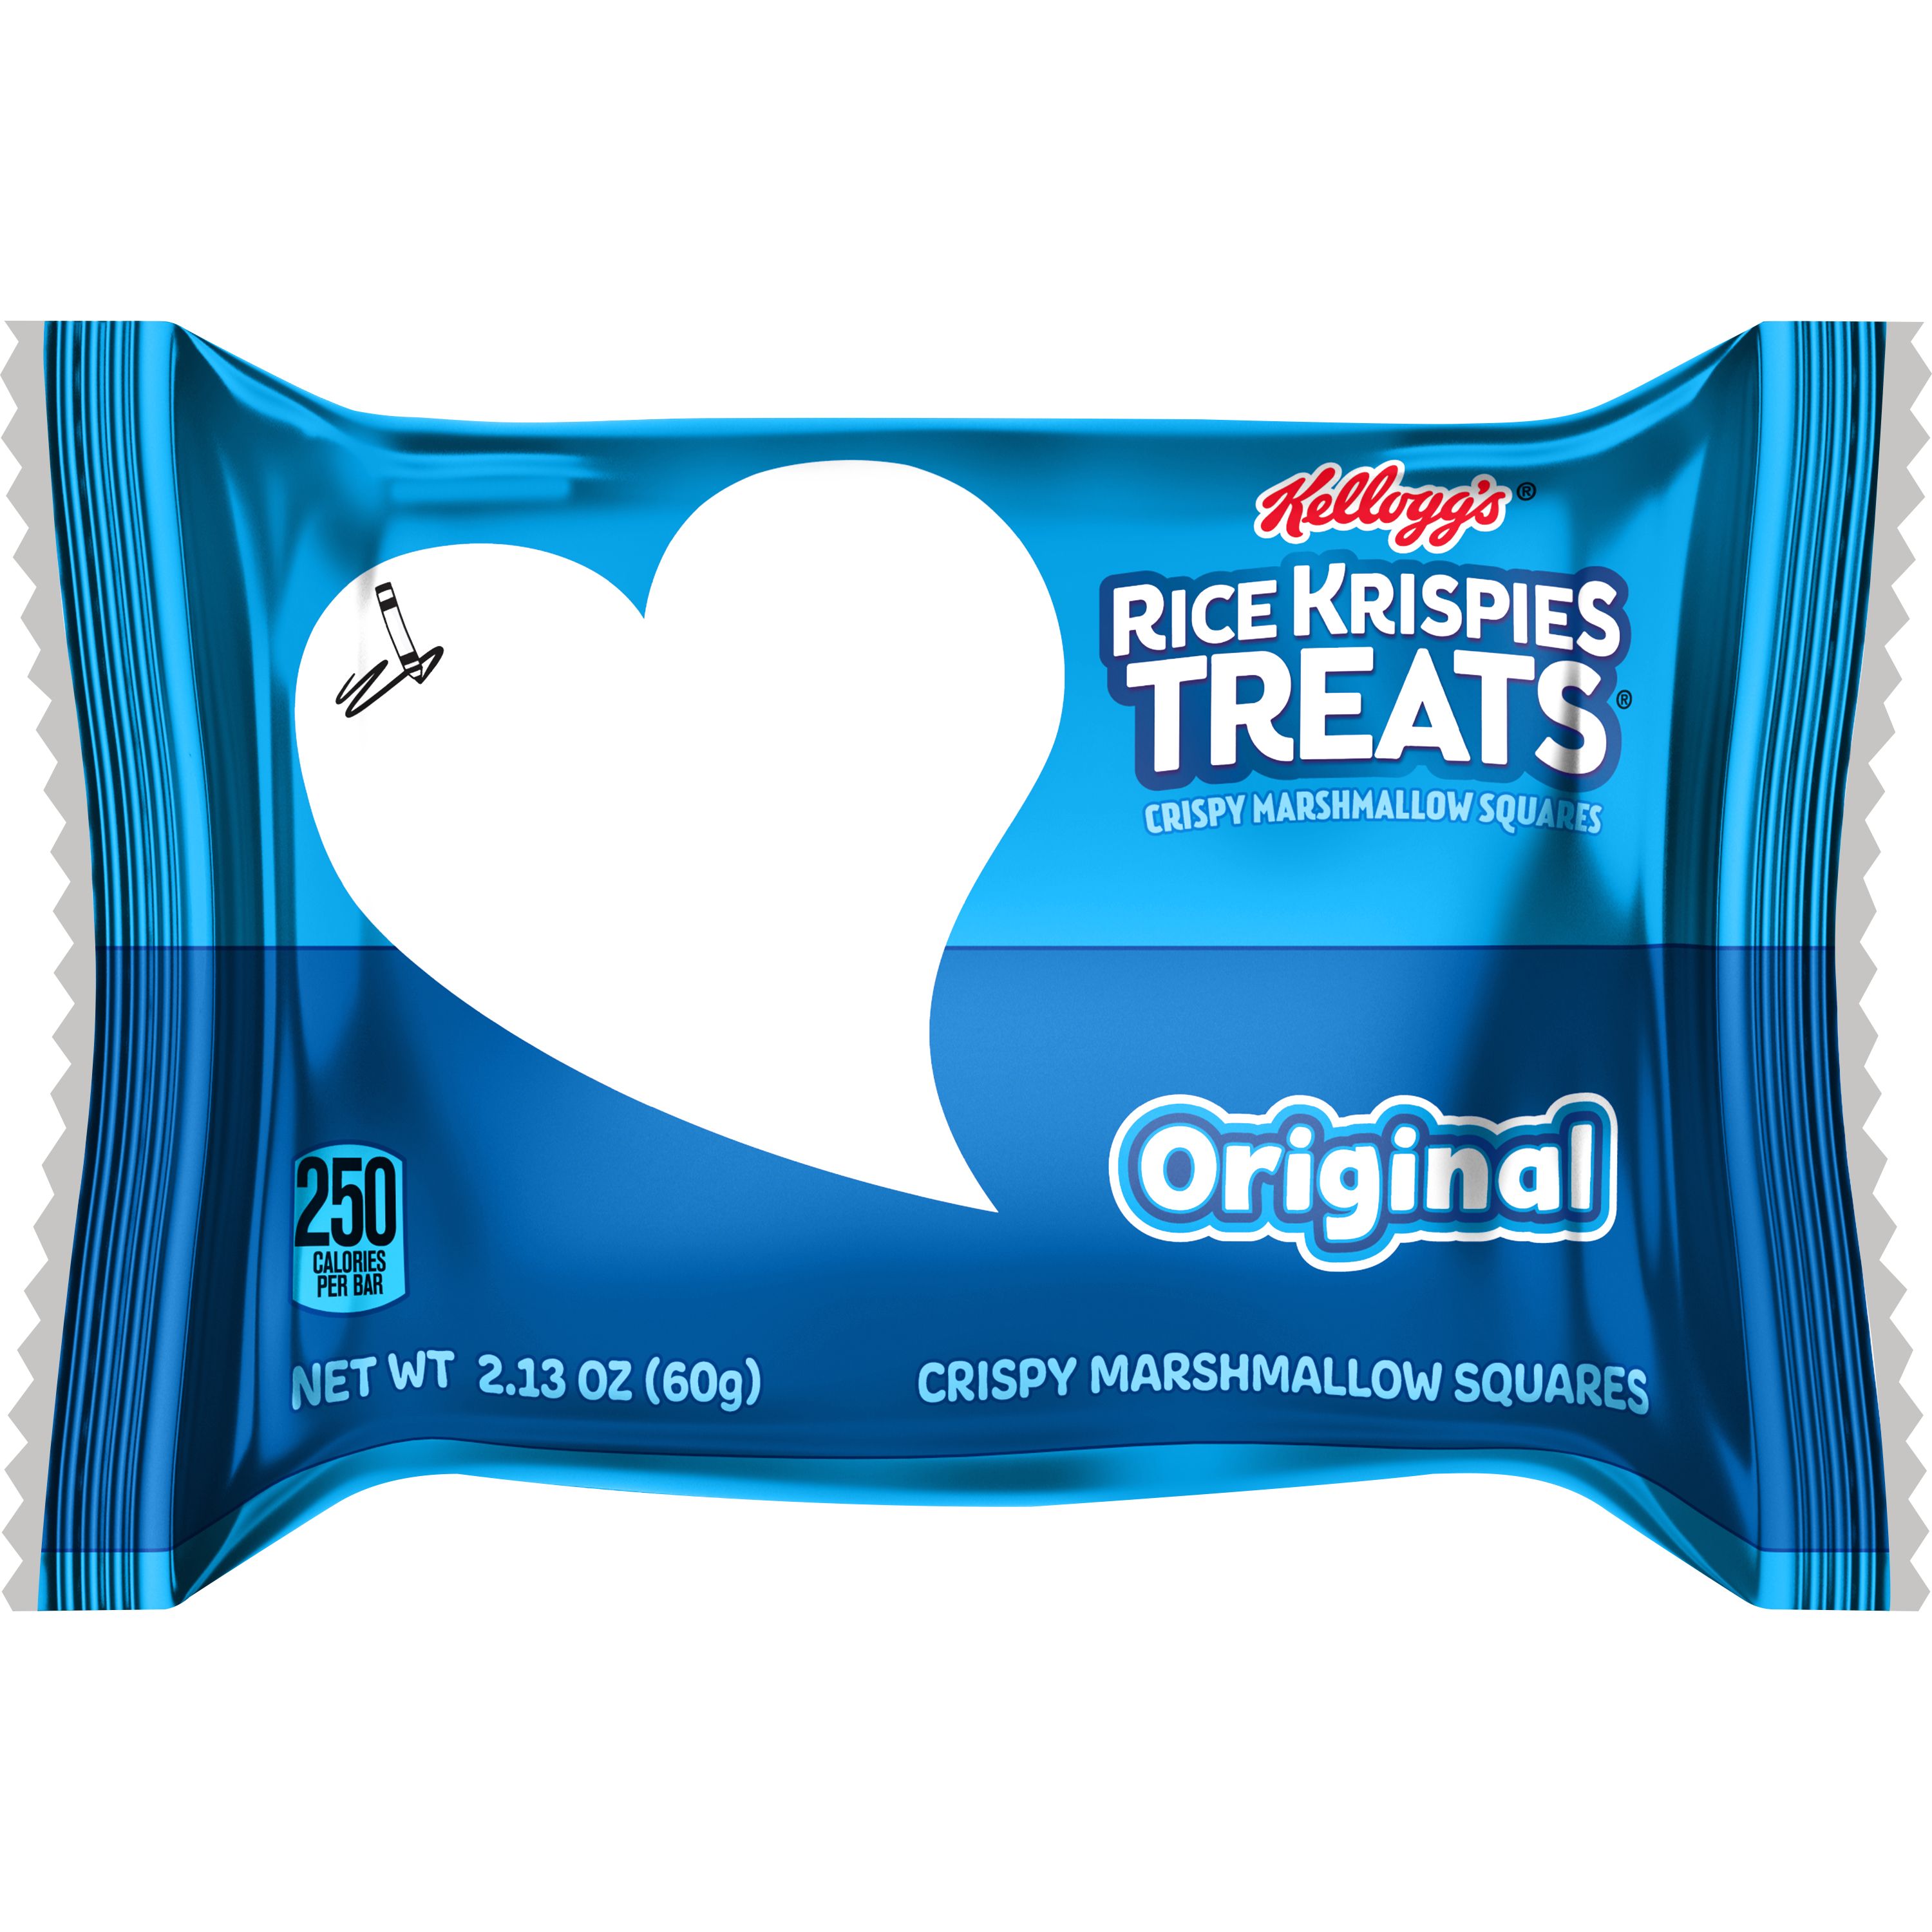 Kellogg's®
RICE KRISPIES
TREATS®
CRISPY MARSHMALLOW SQUARES
Original
250
CALORIES
PER BAR
NET WT 2.13 OZ (60g)
CRISPY MARSHMALLOW SQUARES